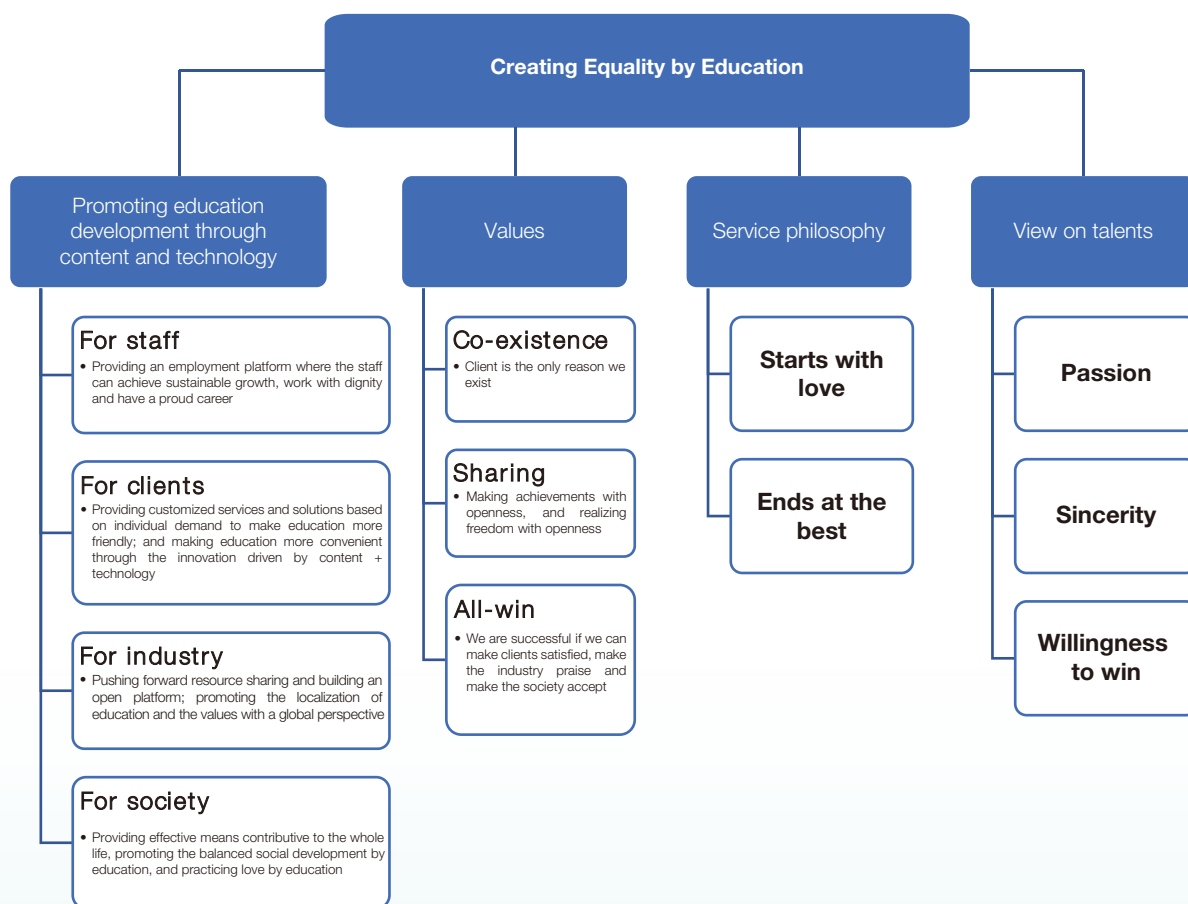 Creating Equality by Education
Promoting education
development through
content and technology
For staff
• Providing an employment platform where the staff
can achieve sustainable growth, work with dignity
and have a proud career
For clients
• Providing customized services and solutions based
on individual demand to make education more
friendly; and making education more convenient
through the innovation driven by content +
technology
For industry
• Pushing forward resource sharing and building an
open platform; promoting the localization of
education and the values with a global perspective
For society
• Providing effective means contributive to the whole
life, promoting the balanced social development by
education, and practicing love by education
Values
Co-existence
• Client is the only reason we
exist
Sharing
• Making achievements with
openness, and realizing
freedom with openness
All-win
• We are successful if we can
make clients satisfied, make
the industry praise and
make the society accept
Service philosophy
Starts with
love
Ends at the
best
View on talents
Passion
Sincerity
Willingness
to win